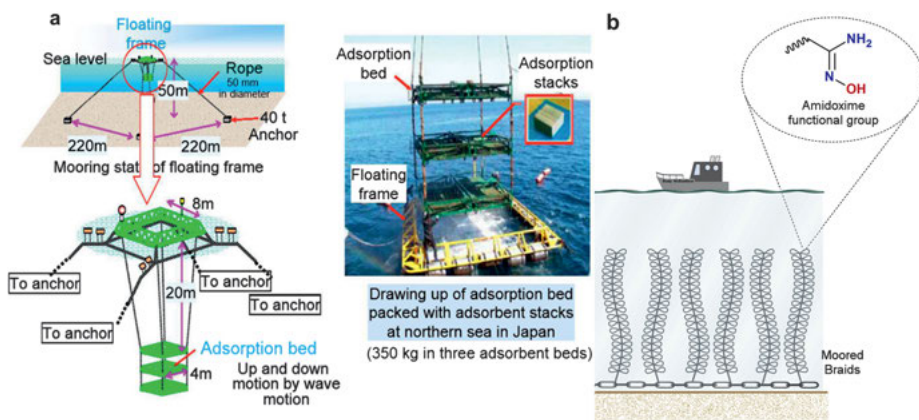 a
Floating
frame
Sea level
Rope
50 mm
in diameter
50m
40 t
Anchor
220m
220m
Mooring state of floating frame
8m
To anchor
To anchor
To anchor
To anchor
20m
Adsorption bed
4m
Up and down
motion by wave
motion
Adsorption
bed
Adsorption
stacks
Floating
frame
Drawing up of adsorption bed
packed with adsorbent stacks
at northern sea in Japan
(350 kg in three adsorbent beds)
b
NH2
N
OH
Amidoxime
functional group
Moored
Braids